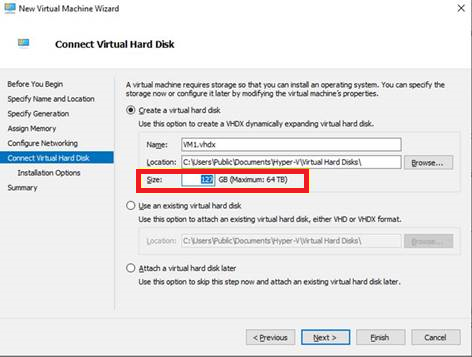 New Virtual Machine Wizard
Connect Virtual Hard Disk
Before You Begin
Specify Name and Location
Specify Generation
Assign Memory
Configure Networking
Connect Virtual Hard Disk
Installation Options
Summary
A virtual machine requires storage so that you can install an operating system. You can specify the
storage now or configure it later by modifying the virtual machine's properties.
Create a virtual hard disk
Use this option to create a VHDX dynamically expanding virtual hard disk.
Name: VM1.vhdx
Location: C:\Users\Public\Documents\Hyper-V\Virtual Hard Disks\ Browse...
Size: 127 GB (Maximum: 64 TB)
Use an existing virtual hard disk
Use this option to attach an existing virtual hard disk, either VHD or VHDX format.
Location: C:\Users\Public\Documents\Hyper-V\Virtual Hard Disks\ Browse...
Attach a virtual hard disk later
Use this option to skip this step now and attach an existing virtual hard disk later.
< Previous Next > Finish Cancel